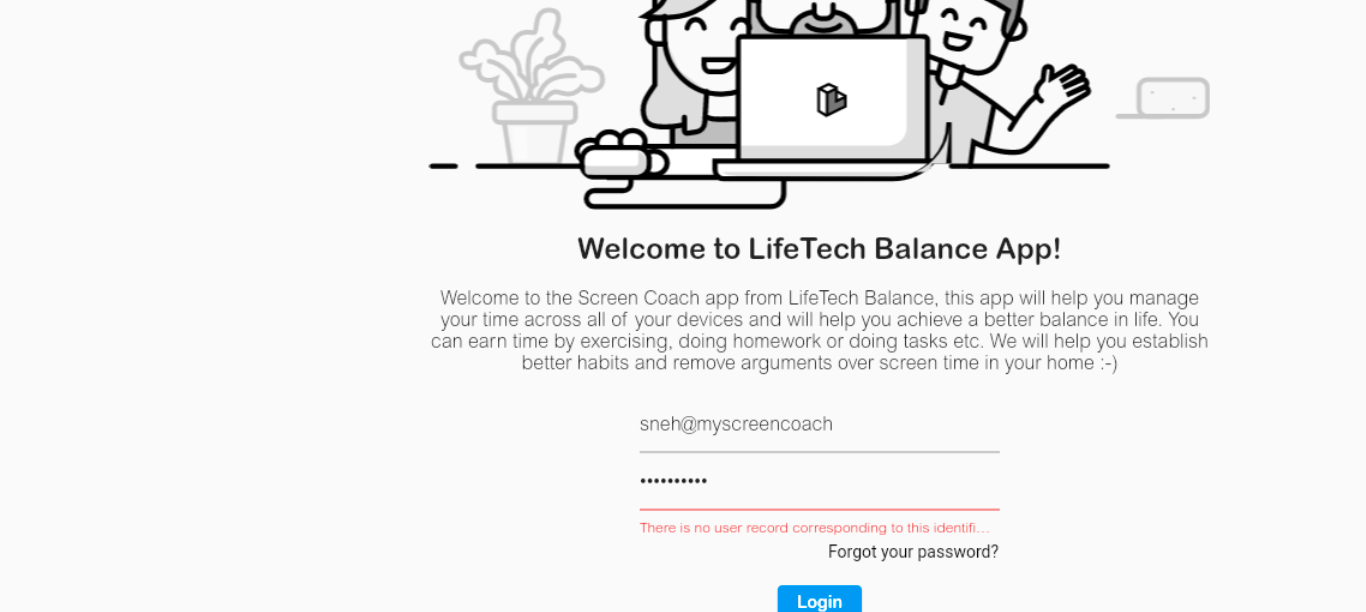 Welcome to LifeTech Balance App!
Welcome to the Screen Coach app from LifeTech Balance, this app will help you manage
your time across all of your devices and will help you achieve a better balance in life. You
can earn time by exercising, doing homework or doing tasks etc. We will help you establish
better habits and remove arguments over screen time in your home :-)
sneh@myscreencoach
••••••••••
There is no user record corresponding to this identifi...
Forgot your password?
Login